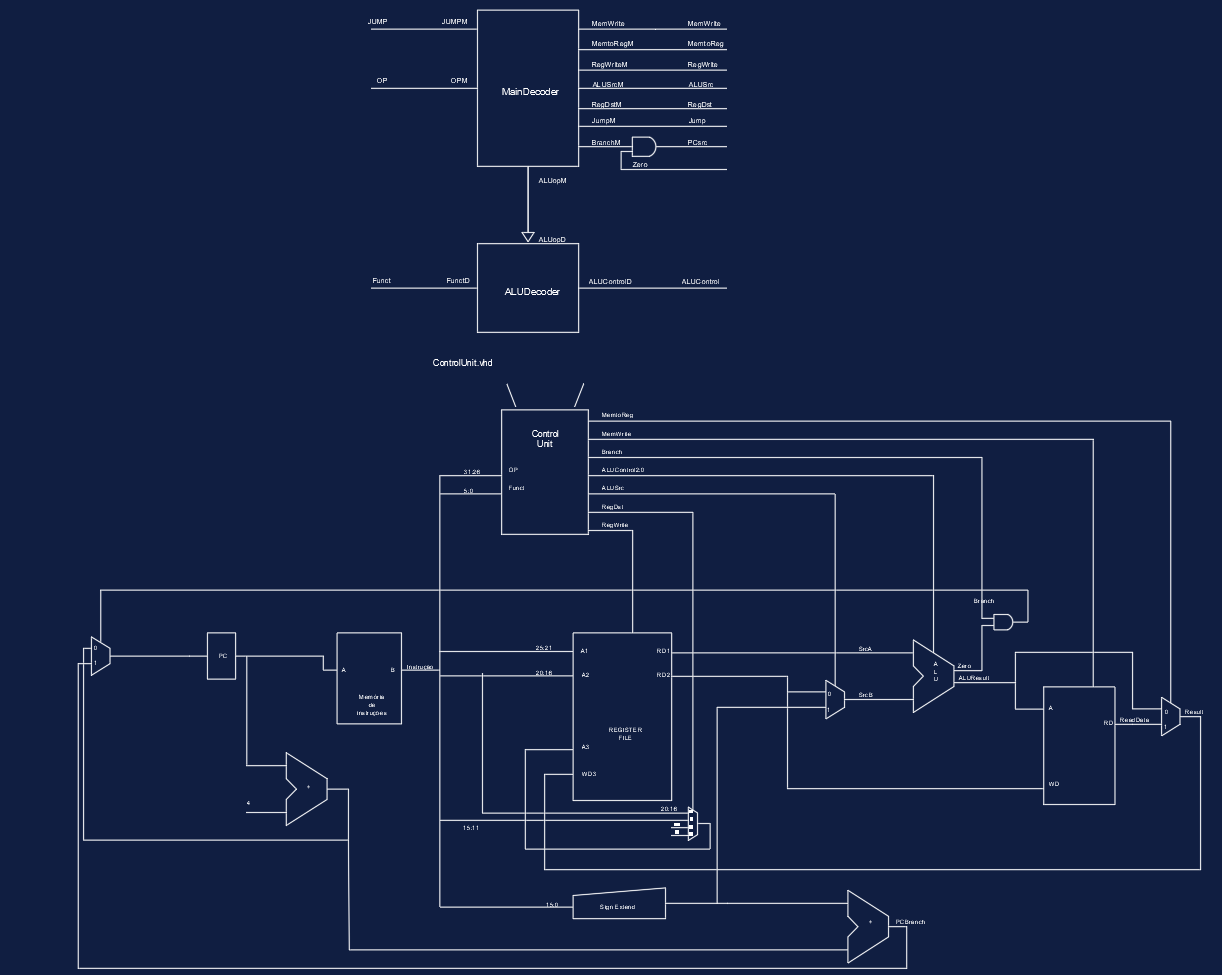 JUMP JUMPM MemWrite MemWrite
MemtoRegM MemtoReg
RegWriteM RegWrite
OP OPM ALUSrcM ALUSrc
MainDecoder
RegDstM RegDst
JumpM Jump
BranchM PCsrc
Zero
ALUopM
ALUopD
Funct FunctD ALUControlD ALUControl
ALUDecoder
ControlUnit.vhd
MemtoReg
Control
Unit
MemWrite
Branch
31:26 OP ALUControl2:0
5:0 Funct ALUSrc
RegDst
RegWrite
Branch
0
1
PC
A B Instrução
Memória
de
Instruções
25:21 A1 RD1 SrcA
20:16 A2 RD2
A
L
U
Zero
ALUResult
0
1
SrcB
A
RD ReadData
0
1
Result
REGISTER
FILE
A3
WD3
WD
+
4
20:16
15:11
15:0 Sign Extend
+
PCBranch